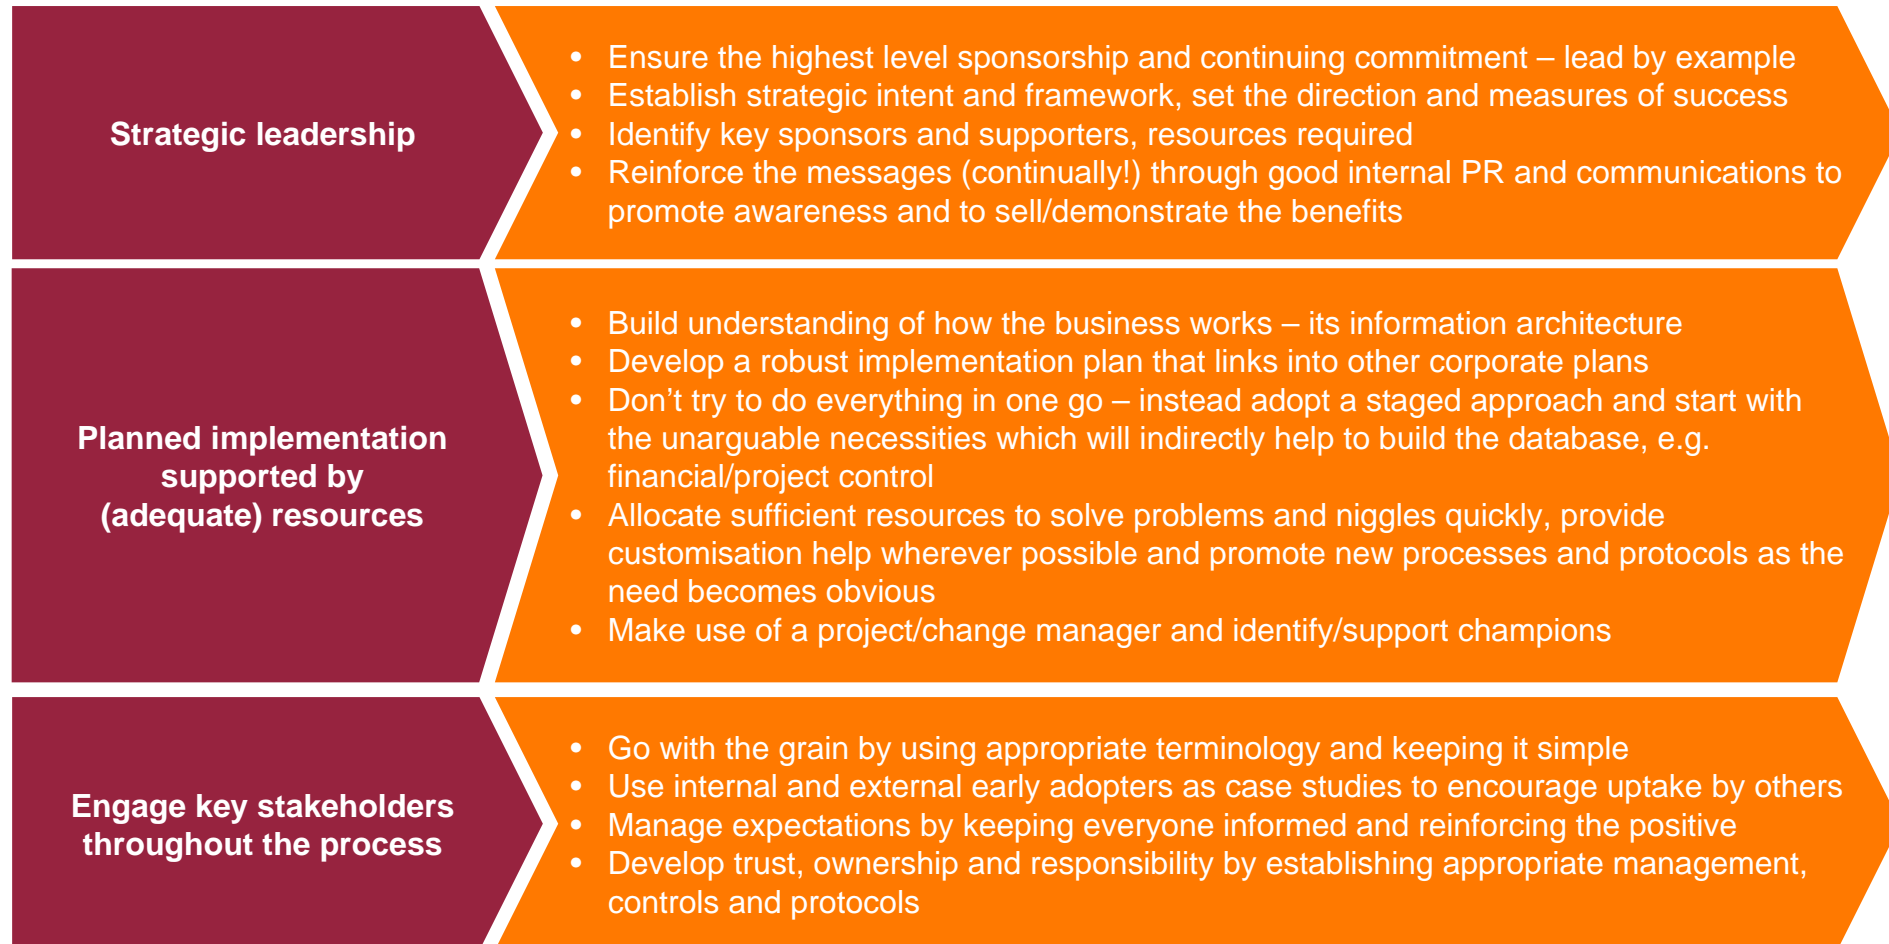 Strategic leadership
• Ensure the highest level sponsorship and continuing commitment – lead by example
• Establish strategic intent and framework, set the direction and measures of success
• Identify key sponsors and supporters, resources required
• Reinforce the messages (continually!) through good internal PR and communications to
promote awareness and to sell/demonstrate the benefits
Planned implementation
supported by
(adequate) resources
• Build understanding of how the business works – its information architecture
• Develop a robust implementation plan that links into other corporate plans
• Don’t try to do everything in one go – instead adopt a staged approach and start with
the unarguable necessities which will indirectly help to build the database, e.g.
financial/project control
• Allocate sufficient resources to solve problems and niggles quickly, provide
customisation help wherever possible and promote new processes and protocols as the
need becomes obvious
• Make use of a project/change manager and identify/support champions
Engage key stakeholders
throughout the process
• Go with the grain by using appropriate terminology and keeping it simple
• Use internal and external early adopters as case studies to encourage uptake by others
• Manage expectations by keeping everyone informed and reinforcing the positive
• Develop trust, ownership and responsibility by establishing appropriate management,
controls and protocols